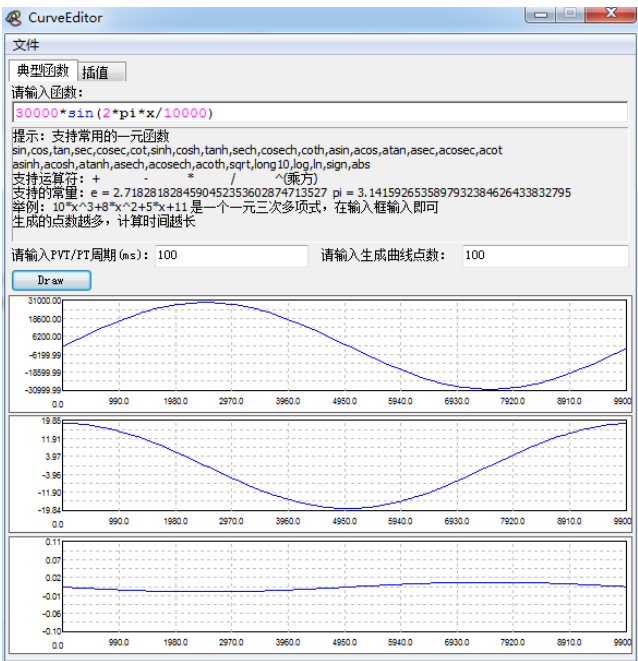 CurveEditor
文件
典型函数 插值
请输入函数：
30000*sin(2*pi*x/10000)
提示：支持常用的一元函数
sin,cos,tan,sec,cosec,cot,sinh,cosh,tanh,sech,cosech,coth,asin,acos,atan,asec,acosec,acot
asinh,acosh,atanh,asech,acosech,acoth,sqrt,long10,log,ln,sign,abs
支持运算符：+ - * / ^(乘方)
支持的常量：e = 2.718281828459045235360287471352​7 pi = 3.14159265358979323846264338327​95
举例：10*x^3+8*x^2+5*x+11是一个一元三次多项式，在输入框输入即可
生成的点数越多，计算时间越长
请输入PVT/PT周期(ms)：100 请输入生成曲线点数：100
Draw
31000.00
18600.00
6200.00
-6199.99
-18599.99
-30999.99
0.0 990.0 1980.0 2970.0 3960.0 4950.0 5940.0 6930.0 7920.0 8910.0 9900
19.85
11.91
3.97
-3.96
-11.90
-19.84
0.0 990.0 1980.0 2970.0 3960.0 4950.0 5940.0 6930.0 7920.0 8910.0 9900
0.11
0.07
0.02
-0.01
-0.06
-0.10
0.0 990.0 1980.0 2970.0 3960.0 4950.0 5940.0 6930.0 7920.0 8910.0 9900